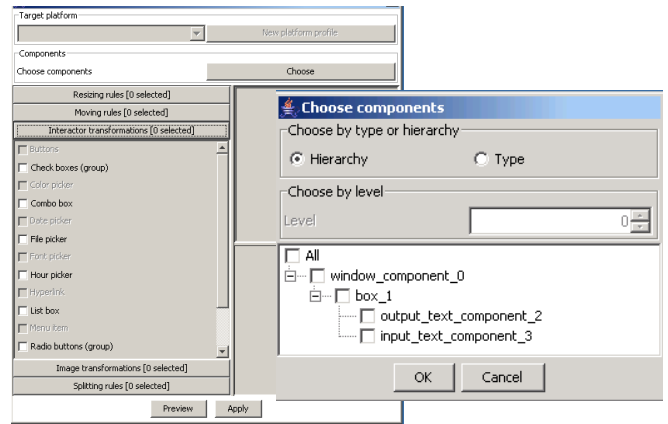 Target platform
New platform profile
Components
Choose components
Choose
Resizing rules [0 selected]
Moving rules [0 selected]
Interactor transformations [0 selected]
Buttons
Check boxes (group)
Color picker
Combo box
Date picker
File picker
Font picker
Hour picker
Hyperlink
List box
Menu item
Radio buttons (group)
Image transformations [0 selected]
Splitting rules [0 selected]
Preview
Apply
Choose components
Choose by type or hierarchy
Hierarchy
Type
Choose by level
Level
0
All
window_component_0
box_1
output_text_component_2
input_text_component_3
OK
Cancel